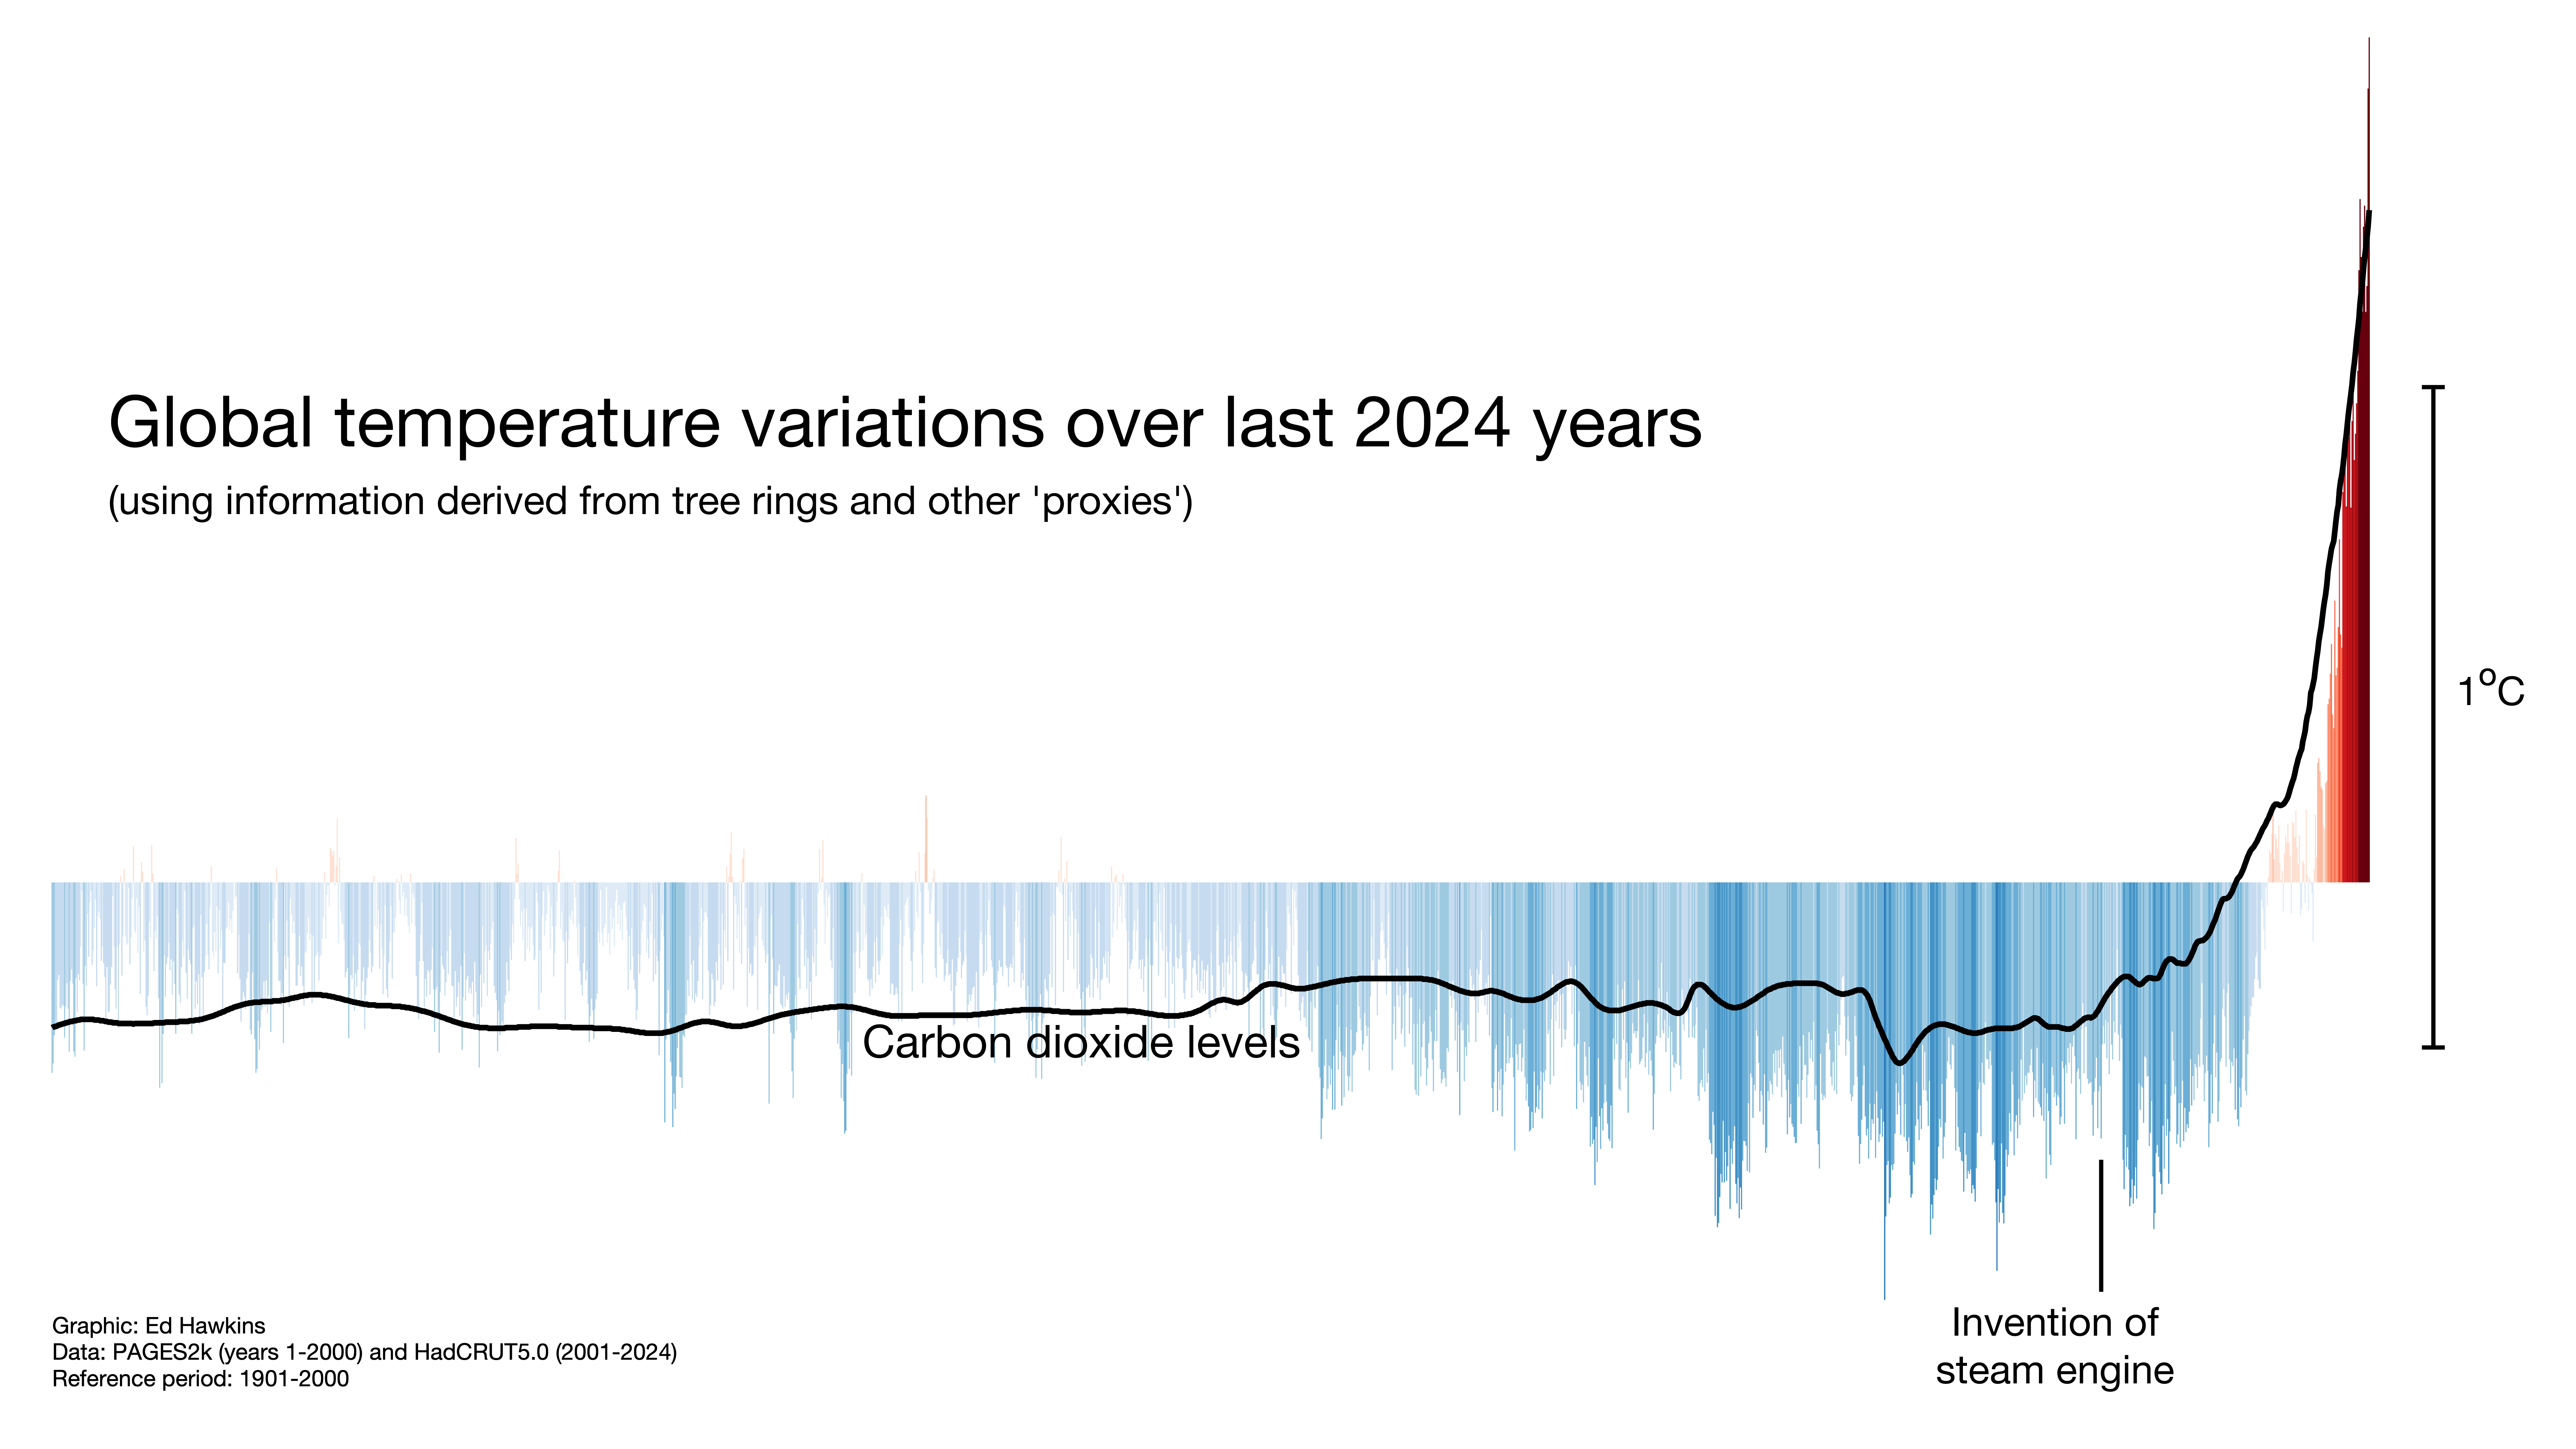 Global temperature variations over last 2024 years
(using information derived from tree rings and other 'proxies')
1ºC
Carbon dioxide levels
Invention of
steam engine
Graphic: Ed Hawkins
Data: PAGES2k (years 1-2000) and HadCRUT5.0 (2001-2024)
Reference period: 1901-2000